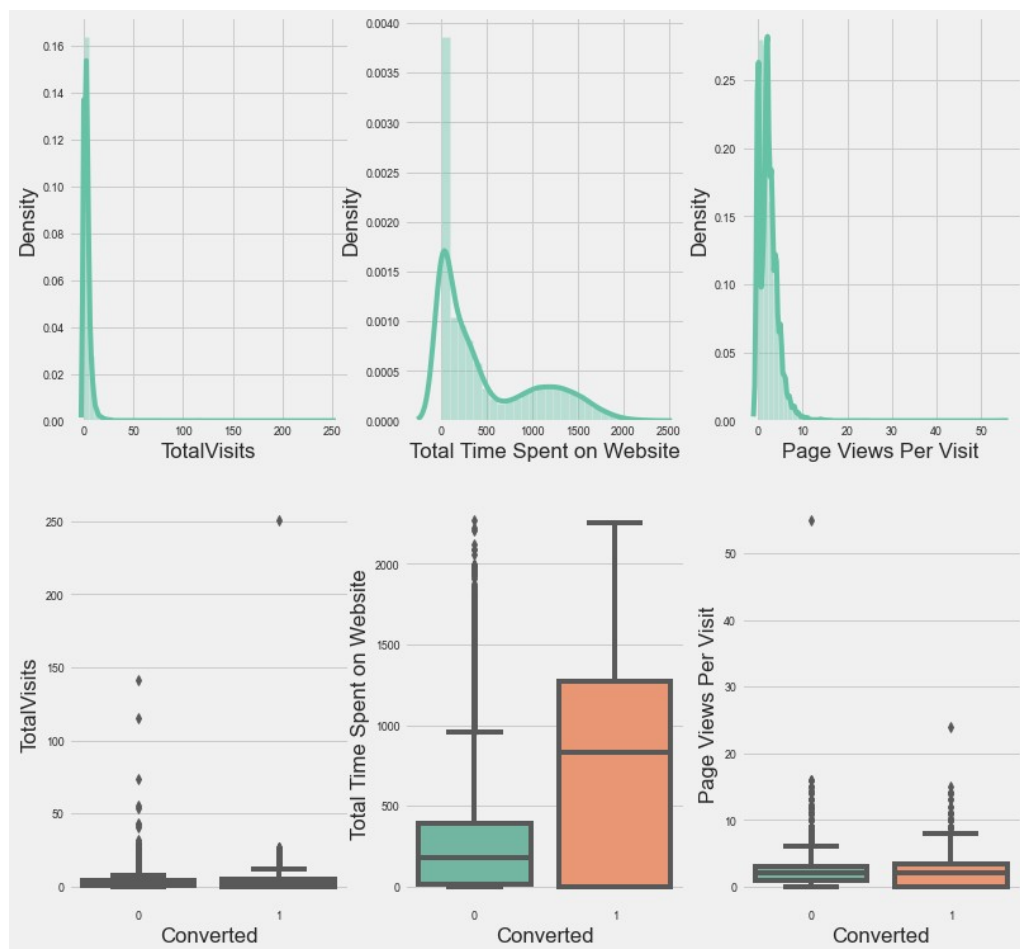 0.16
0.14
0.12
0.10
0.08
0.06
0.04
0.02
0.00
Density
0 50 100 150 200 250
TotalVisits
0.0040
0.0035
0.0030
0.0025
0.0020
0.0015
0.0010
0.0005
0.0000
Density
0 500 1000 1500 2000 2500
Total Time Spent on Website
0.25
0.20
0.15
0.10
0.05
0.00
Density
0 10 20 30 40 50
Page Views Per Visit
250
200
150
100
50
0
TotalVisits
0 1
Converted
2000
1500
1000
500
0
Total Time Spent on Website
0 1
Converted
50
40
30
20
10
0
Page Views Per Visit
0 1
Converted